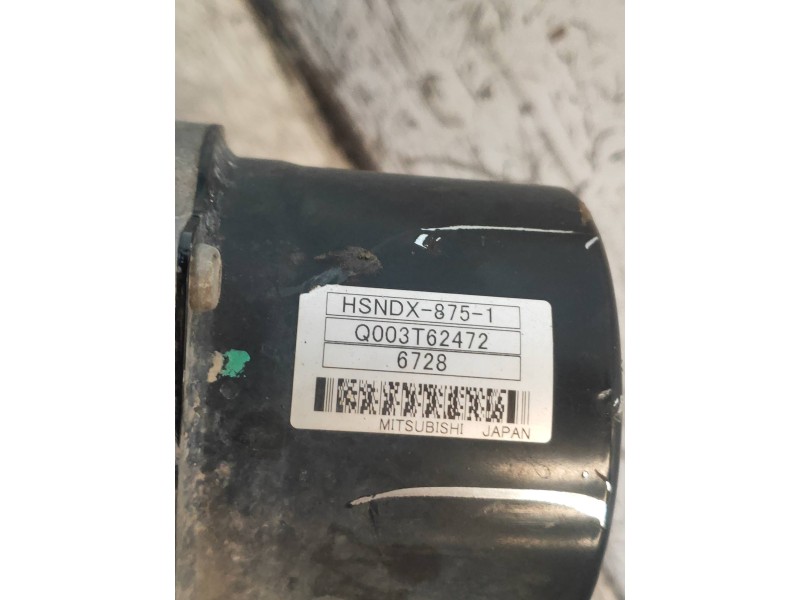 HSNDX-875-1
Q003T62472
6728
MITSUBISHI JAPAN